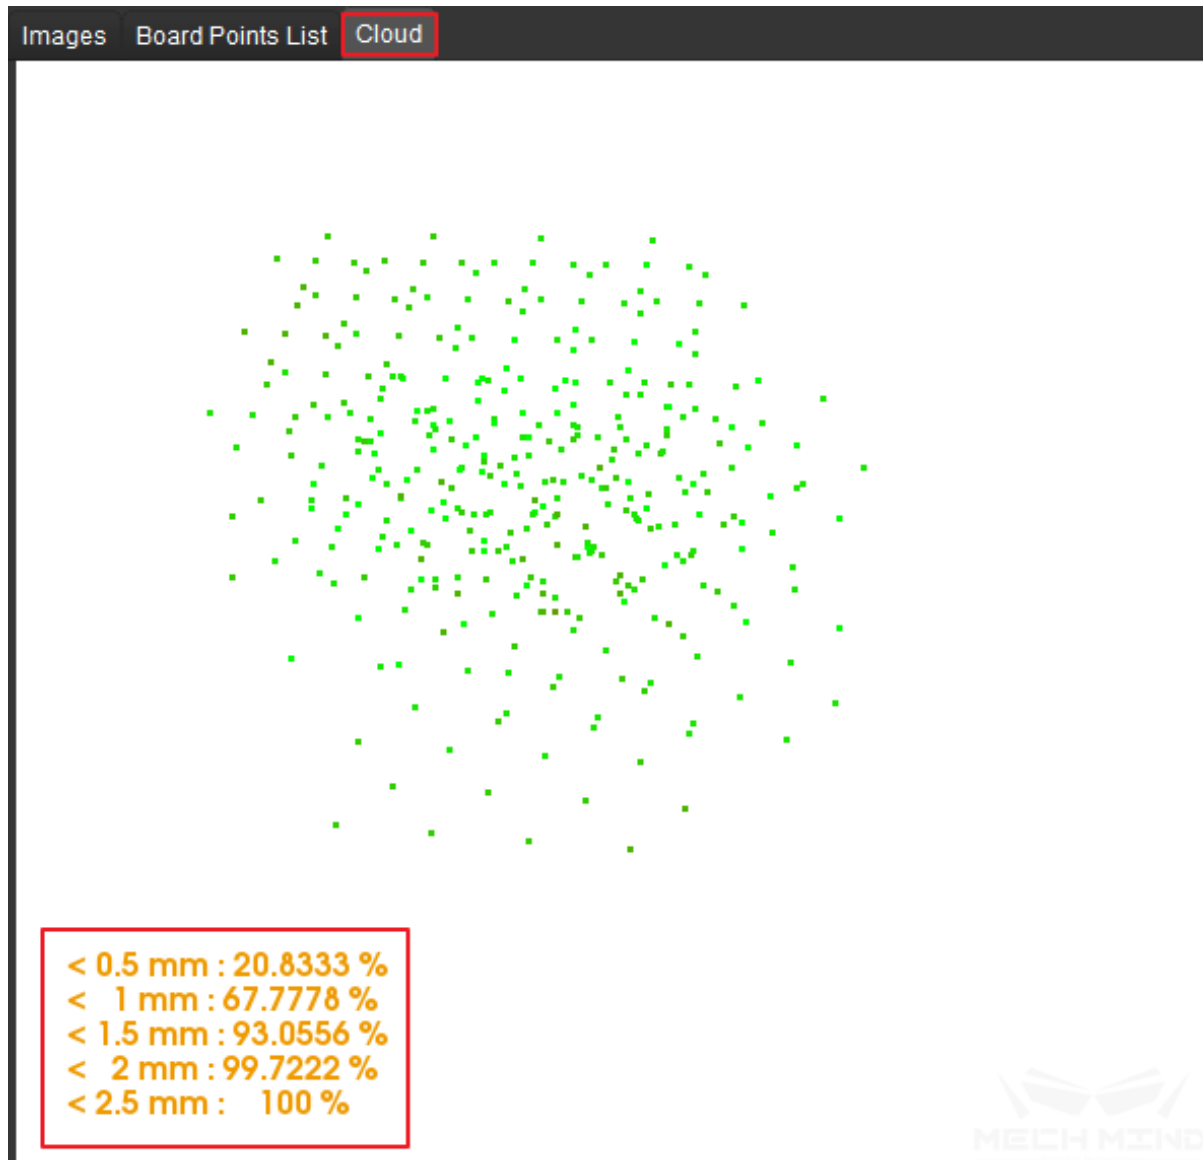 Images Board Points List Cloud
< 0.5 mm : 20.8333 %
< 1 mm : 67.7778 %
< 1.5 mm : 93.0556 %
< 2 mm : 99.7222 %
< 2.5 mm : 100 %
MECH MIND